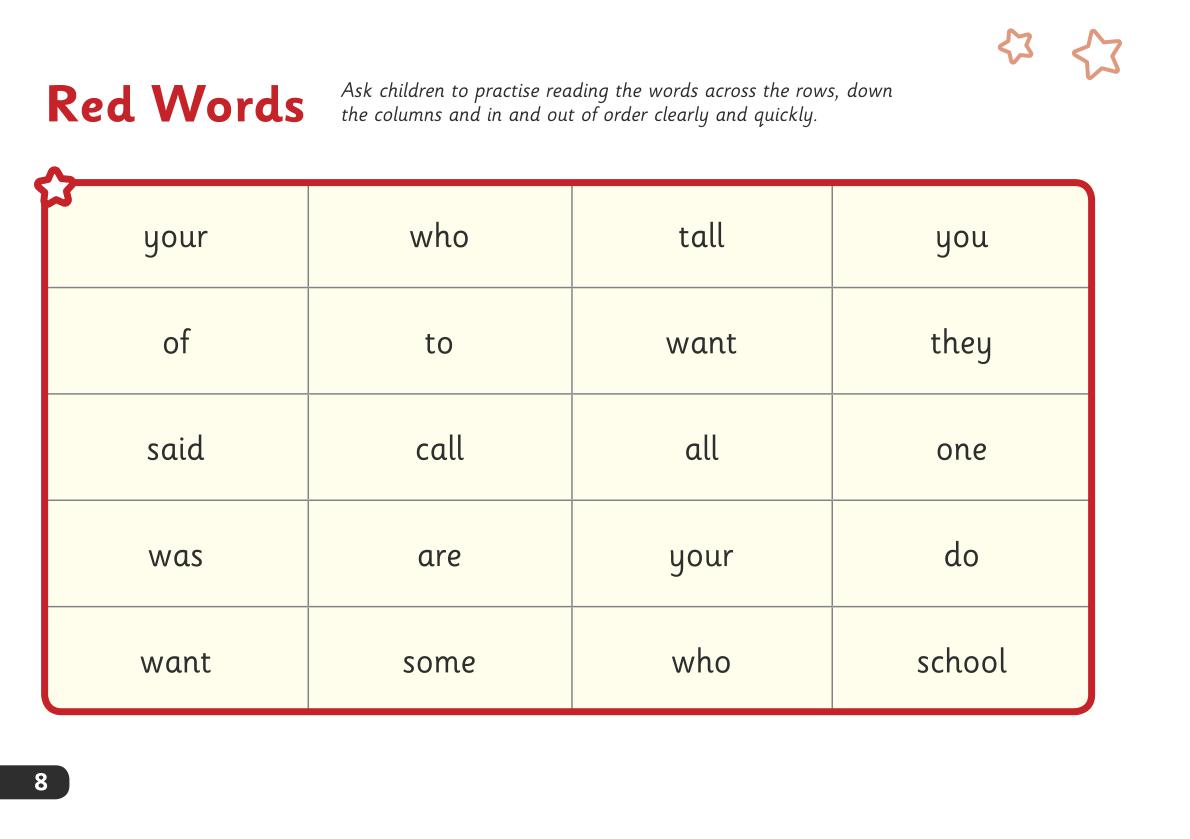 Red Words
Ask children to practise reading the words across the rows, down
the columns and in and out of order clearly and quickly.
your who tall you
of to want they
said call all one
was are your do
want some who school
8